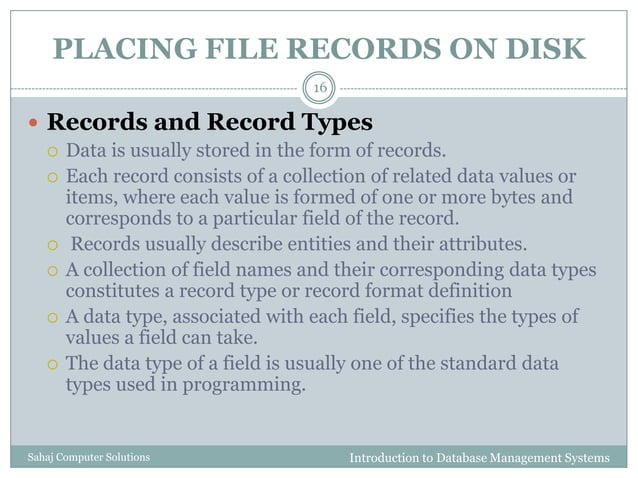 PLACING FILE RECORDS ON DISK
16
Records and Record Types
Data is usually stored in the form of records.
Each record consists of a collection of related data values or
items, where each value is formed of one or more bytes and
corresponds to a particular field of the record.
Records usually describe entities and their attributes.
A collection of field names and their corresponding data types
constitutes a record type or record format definition
A data type, associated with each field, specifies the types of
values a field can take.
The data type of a field is usually one of the standard data
types used in programming.
Sahaj Computer Solutions
Introduction to Database Management Systems